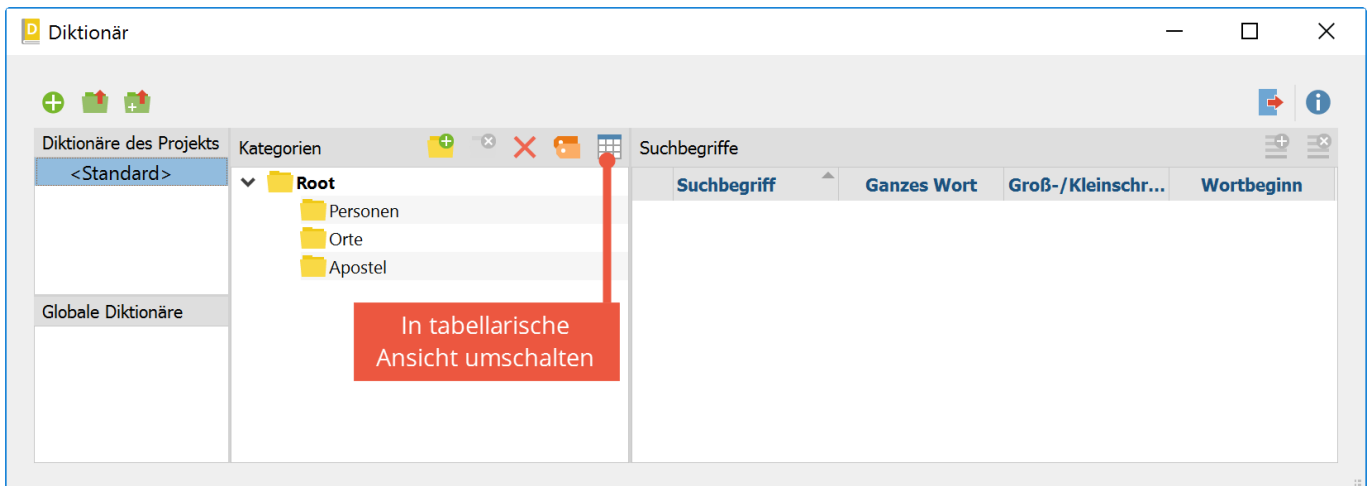 D Diktionär
Diktionäre des Projekts
<Standard>
Globale Diktionäre
Kategorien
Root
Personen
Orte
Apostel
In tabellarische
Ansicht umschalten
Suchbegriffe
Suchbegriff Ganzes Wort Groß-/Kleinschr... Wortbeginn